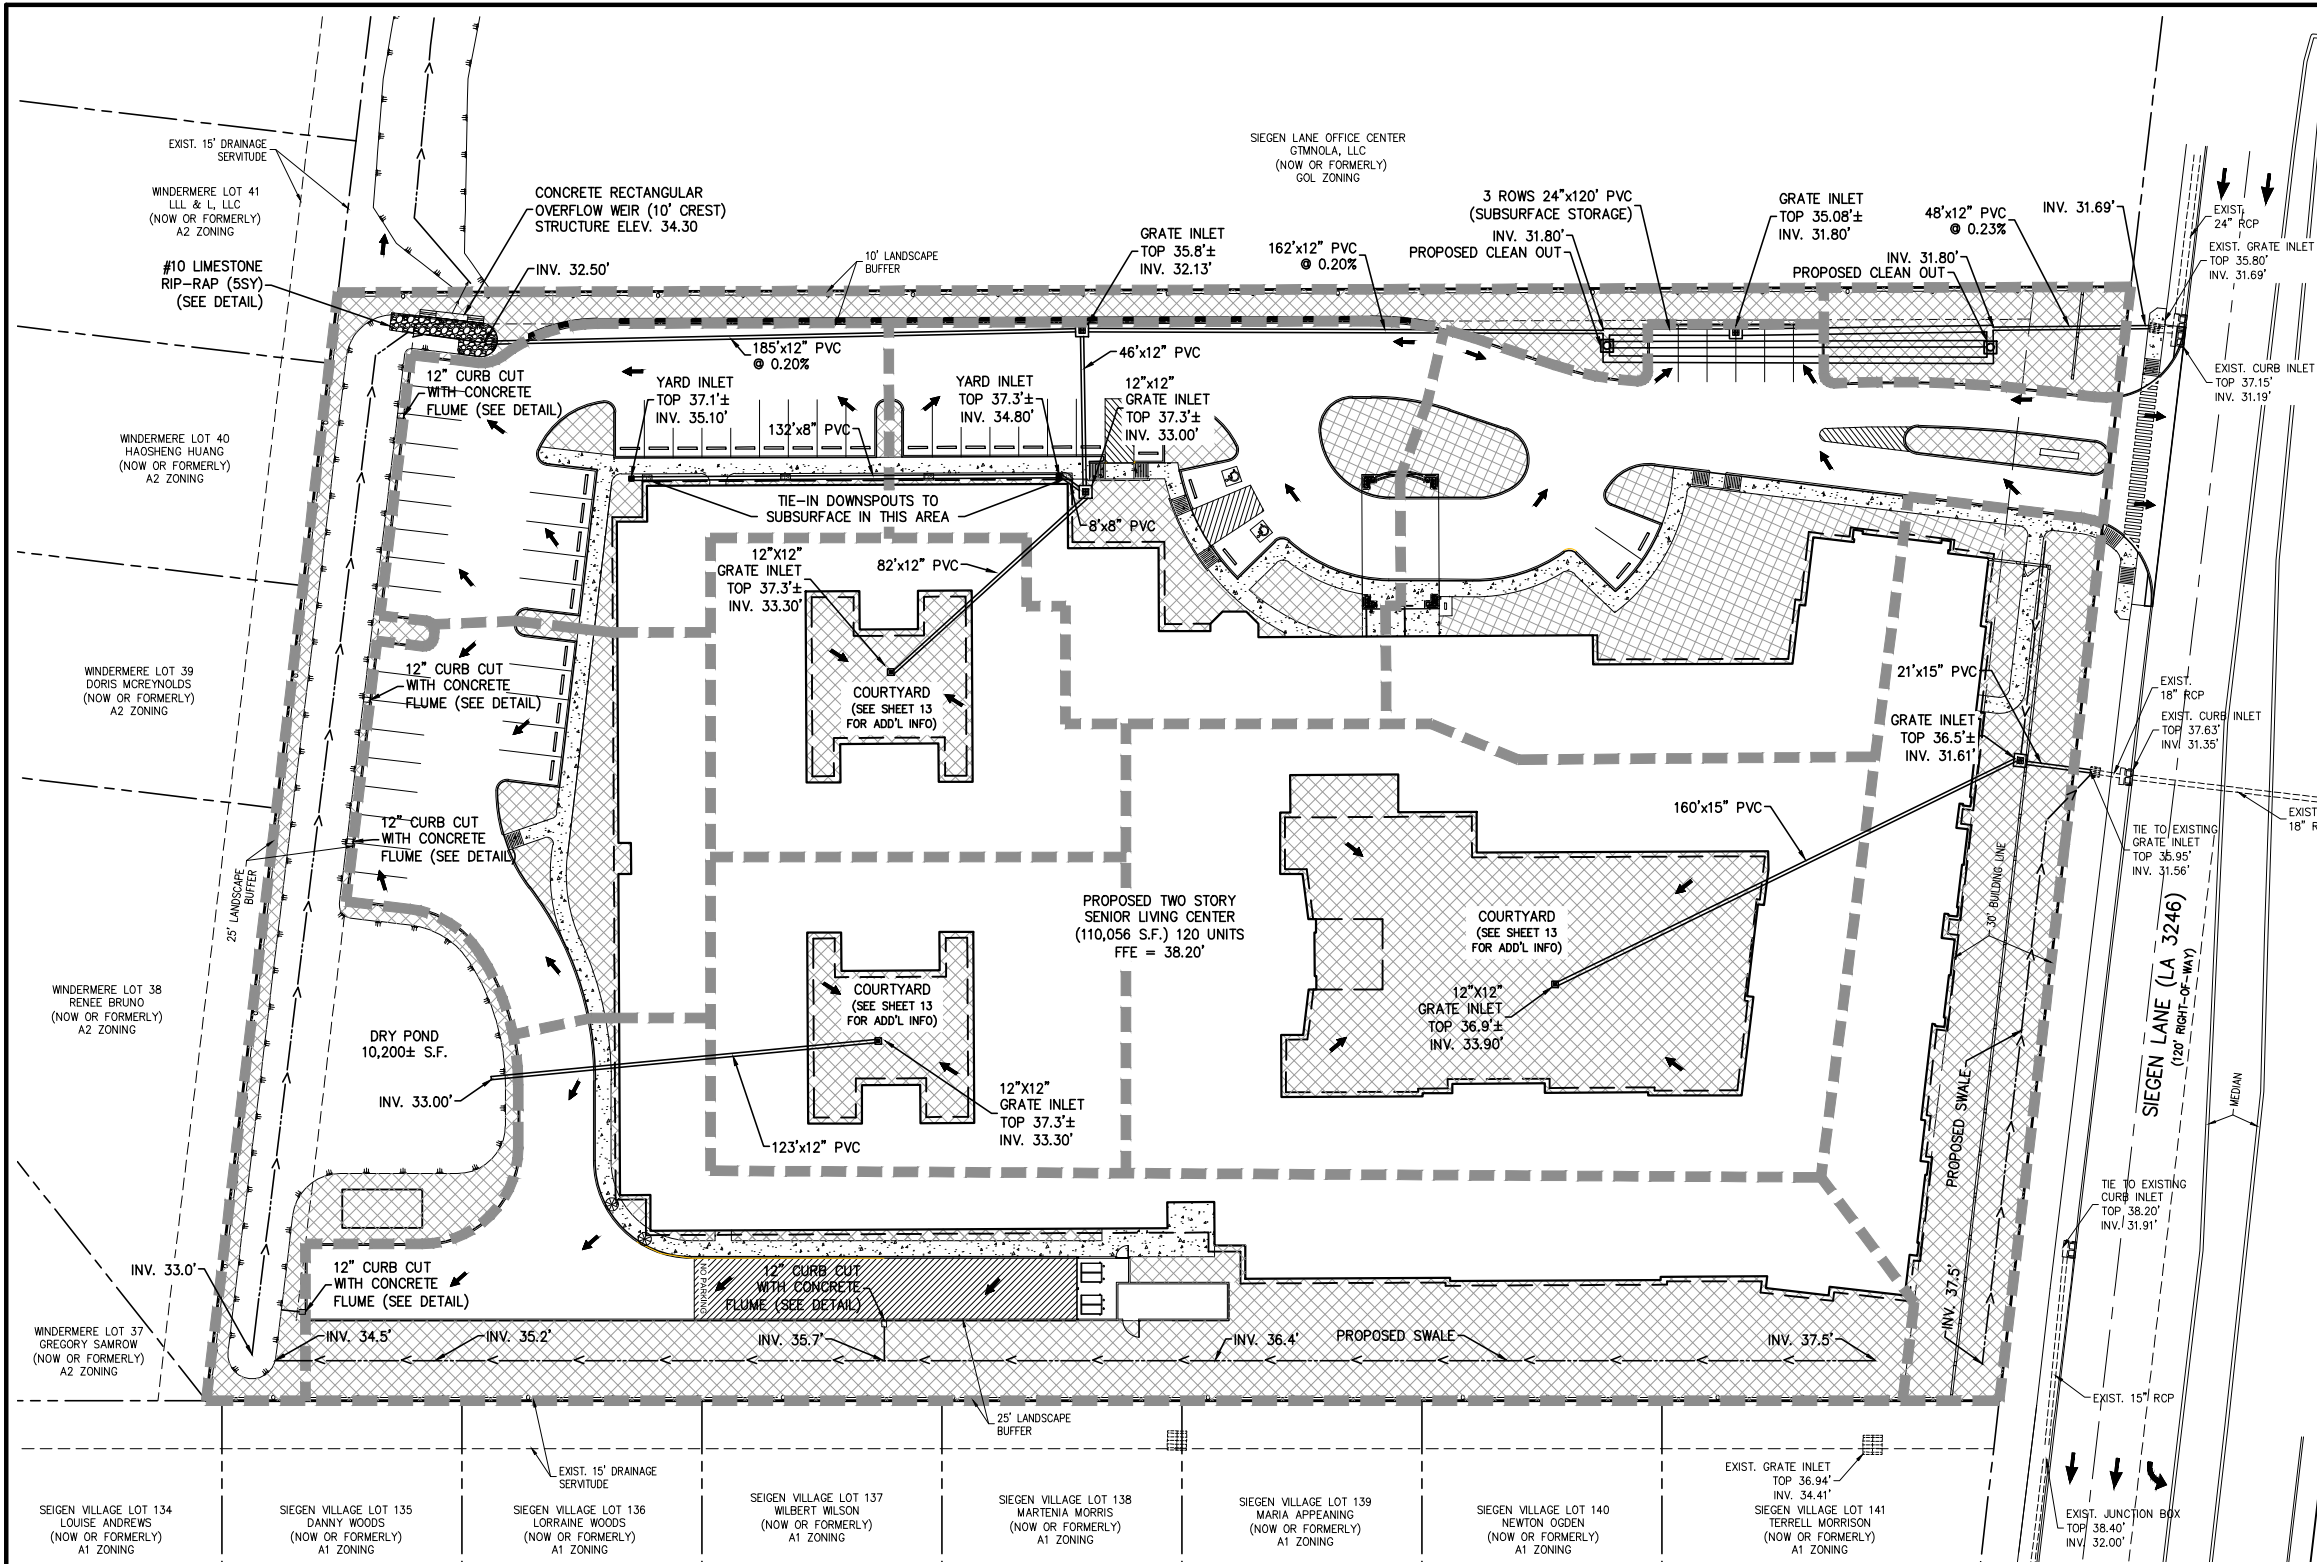 EXIST. 15' DRAINAGE
SERVITUDE
WINDERMERE LOT 41
LLL & L, LLC
(NOW OR FORMERLY)
A2 ZONING
#10 LIMESTONE
RIP-RAP (5SY)
(SEE DETAIL)
CONCRETE RECTANGULAR
OVERFLOW WEIR (10' CREST)
STRUCTURE ELEV. 34.30
INV. 32.50'
10' LANDSCAPE
BUFFER
SIEGEN LANE OFFICE CENTER
GTMNOLA, LLC
(NOW OR FORMERLY)
GOL ZONING
GRATE INLET
TOP 35.8'±
INV. 32.13'
162'x12" PVC
@ 0.20%
3 ROWS 24"x120' PVC
(SUBSURFACE STORAGE)
INV. 31.80'
PROPOSED CLEAN OUT
GRATE INLET
TOP 35.08'±
INV. 31.80'
48'x12" PVC
@ 0.23%
INV. 31.80'
PROPOSED CLEAN OUT
INV. 31.69'
EXIST.
24" RCP
EXIST. GRATE INLET
TOP 35.80'
INV. 31.69'
EXIST. CURB INLET
TOP 37.15'
INV. 31.19'
185'x12" PVC
@ 0.20%
46'x12" PVC
12" CURB CUT
WITH CONCRETE
FLUME (SEE DETAIL)
YARD INLET
TOP 37.1'±
INV. 35.10'
132'x8" PVC
YARD INLET
TOP 37.3'±
INV. 34.80'
12"x12"
GRATE INLET
TOP 37.3'±
INV. 33.00'
WINDERMERE LOT 40
HAOSHENG HUANG
(NOW OR FORMERLY)
A2 ZONING
TIE-IN DOWNSPOUTS TO
SUBSURFACE IN THIS AREA
8'x8" PVC
12"X12"
GRATE INLET
TOP 37.3'±
INV. 33.30'
82'x12" PVC
COURTYARD
(SEE SHEET 13
FOR ADD'L INFO)
12" CURB CUT
WITH CONCRETE
FLUME (SEE DETAIL)
WINDERMERE LOT 39
DORIS MCREYNOLDS
(NOW OR FORMERLY)
A2 ZONING
21'x15" PVC
GRATE INLET
TOP 36.5'±
INV. 31.61'
EXIST.
18" RCP
EXIST. CURB INLET
TOP 37.63'
INV. 31.35'
EXIST
18" R
160'x15" PVC
TIE TO EXISTING
GRATE INLET
TOP 35.95'
INV. 31.56'
12" CURB CUT
WITH CONCRETE
FLUME (SEE DETAIL)
25' LANDSCAPE
BUFFER
PROPOSED TWO STORY
SENIOR LIVING CENTER
(110,056 S.F.) 120 UNITS
FFE = 38.20'
COURTYARD
(SEE SHEET 13
FOR ADD'L INFO)
12"X12"
GRATE INLET
TOP 36.9'±
INV. 33.90'
30' BUILDING LINE
SIEGEN LANE (LA 3246)
(120' RIGHT-OF-WAY)
MEDIAN
WINDERMERE LOT 38
RENEE BRUNO
(NOW OR FORMERLY)
A2 ZONING
DRY POND
10,200± S.F.
INV. 33.00'
COURTYARD
(SEE SHEET 13
FOR ADD'L INFO)
123'x12" PVC
12"X12"
GRATE INLET
TOP 37.3'±
INV. 33.30'
PROPOSED SWALE
TIE TO EXISTING
CURB INLET
TOP 38.20'
INV. 31.91'
INV. 33.0'
12" CURB CUT
WITH CONCRETE
FLUME (SEE DETAIL)
NO PARKING
12" CURB CUT
WITH CONCRETE
FLUME (SEE DETAIL)
INV. 37.5'
WINDERMERE LOT 37
GREGORY SAMROW
(NOW OR FORMERLY)
A2 ZONING
INV. 34.5'
INV. 35.2'
INV. 35.7'
INV. 36.4'
PROPOSED SWALE
INV. 37.5'
EXIST. 15" RCP
25' LANDSCAPE
BUFFER
EXIST. 15' DRAINAGE
SERVITUDE
EXIST. GRATE INLET
TOP 36.94'
INV. 34.41'
EXIST. JUNCTION BOX
TOP 38.40'
INV. 32.00'
SEIGEN VILLAGE LOT 134
LOUISE ANDREWS
(NOW OR FORMERLY)
A1 ZONING
SIEGEN VILLAGE LOT 135
DANNY WOODS
(NOW OR FORMERLY)
A1 ZONING
SIEGEN VILLAGE LOT 136
LORRAINE WOODS
(NOW OR FORMERLY)
A1 ZONING
SEIGEN VILLAGE LOT 137
WILBERT WILSON
(NOW OR FORMERLY)
A1 ZONING
SIEGEN VILLAGE LOT 138
MARTENIA MORRIS
(NOW OR FORMERLY)
A1 ZONING
SIEGEN VILLAGE LOT 139
MARIA APPEANING
(NOW OR FORMERLY)
A1 ZONING
SIEGEN VILLAGE LOT 140
NEWTON OGDEN
(NOW OR FORMERLY)
A1 ZONING
SIEGEN VILLAGE LOT 141
TERRELL MORRISON
(NOW OR FORMERLY)
A1 ZONING